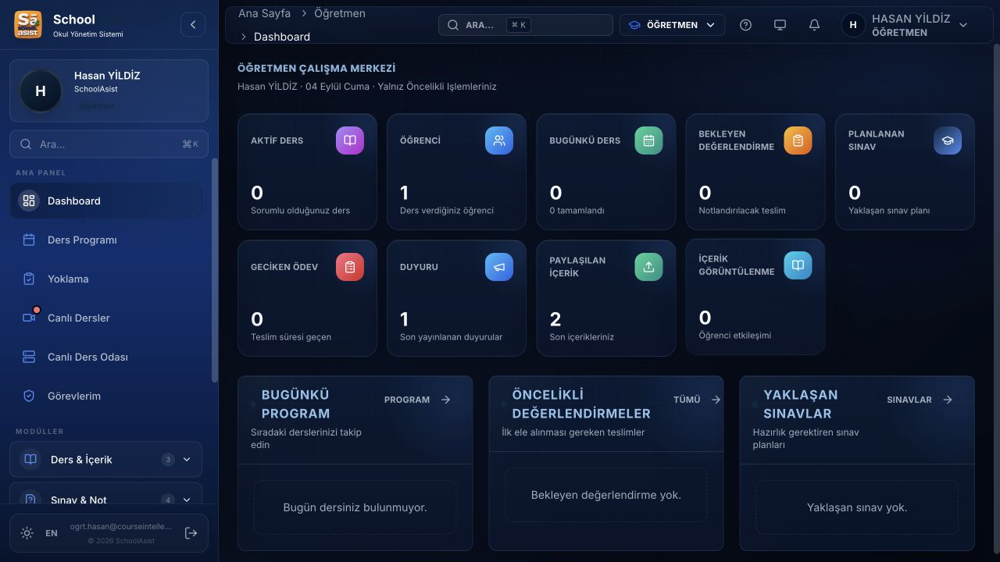 School
Okul Yönetim Sistemi
Hasan YİLDİZ
H
SchoolAsist
Öğretmen
Ara...
⌘K
ANA PANEL
Dashboard
Ders Programı
Yoklama
Canlı Dersler
Canlı Ders Odası
Görevlerim
MODÜLLER
Ders & İçerik
3
Sınav & Not
4
EN
ogrt.hasan@courseintelle...
© 2026 SchoolAsist
Ana Sayfa > Öğretmen
> Dashboard
ARA...
⌘ K
ÖĞRETMEN
H
HASAN YİLDİZ
ÖĞRETMEN
ÖĞRETMEN ÇALIŞMA MERKEZİ
Hasan YİLDİZ · 04 Eylül Cuma · Yalnız Öncelikli Işlemleriniz
AKTİF DERS
0
Sorumlu olduğunuz ders
ÖĞRENCİ
1
Ders verdiğiniz öğrenci
BUGÜNKÜ DERS
0
0 tamamlandı
BEKLEYEN
DEĞERLENDİRME
0
Notlandırılacak teslim
PLANLANAN
SINAV
0
Yaklaşan sınav planı
GECİKEN ÖDEV
0
Teslim süresi geçen
DUYURU
1
Son yayınlanan duyurular
PAYLAŞILAN
İÇERİK
2
Son içerikleriniz
İÇERİK
GÖRÜNTÜLENME
0
Öğrenci etkileşimi
BUGÜNKÜ
PROGRAM
PROGRAM →
Sıradaki derslerinizi takip
edin
Bugün dersiniz bulunmuyor.
ÖNCELİKLİ
DEĞERLENDİRMELER
TÜMÜ →
İlk ele alınması gereken teslimler
Bekleyen değerlendirme yok.
YAKLAŞAN
SINAVLAR
SINAVLAR →
Hazırlık gerektiren sınav
planları
Yaklaşan sınav yok.